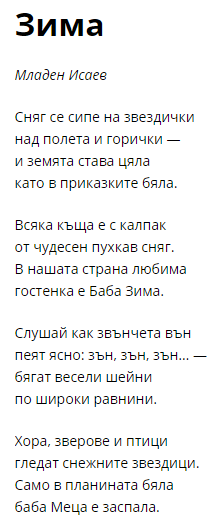 Зима
Младен Исаев
Сняг се сипе на звездички
над полета и горички —
и земята става цяла
като в приказките бяла.
Всяка къща е с калпак
от чудесен пухкав сняг.
В нашата страна любима
гостенка е Баба Зима.
Слушай как звънчета вън
пеят ясно: зън, зън, зън... —
бягат весели шейни
по широки равнини.
Хора, зверове и птици
гледат снежните звездици.
Само в планината бяла
баба Меца е заспала.